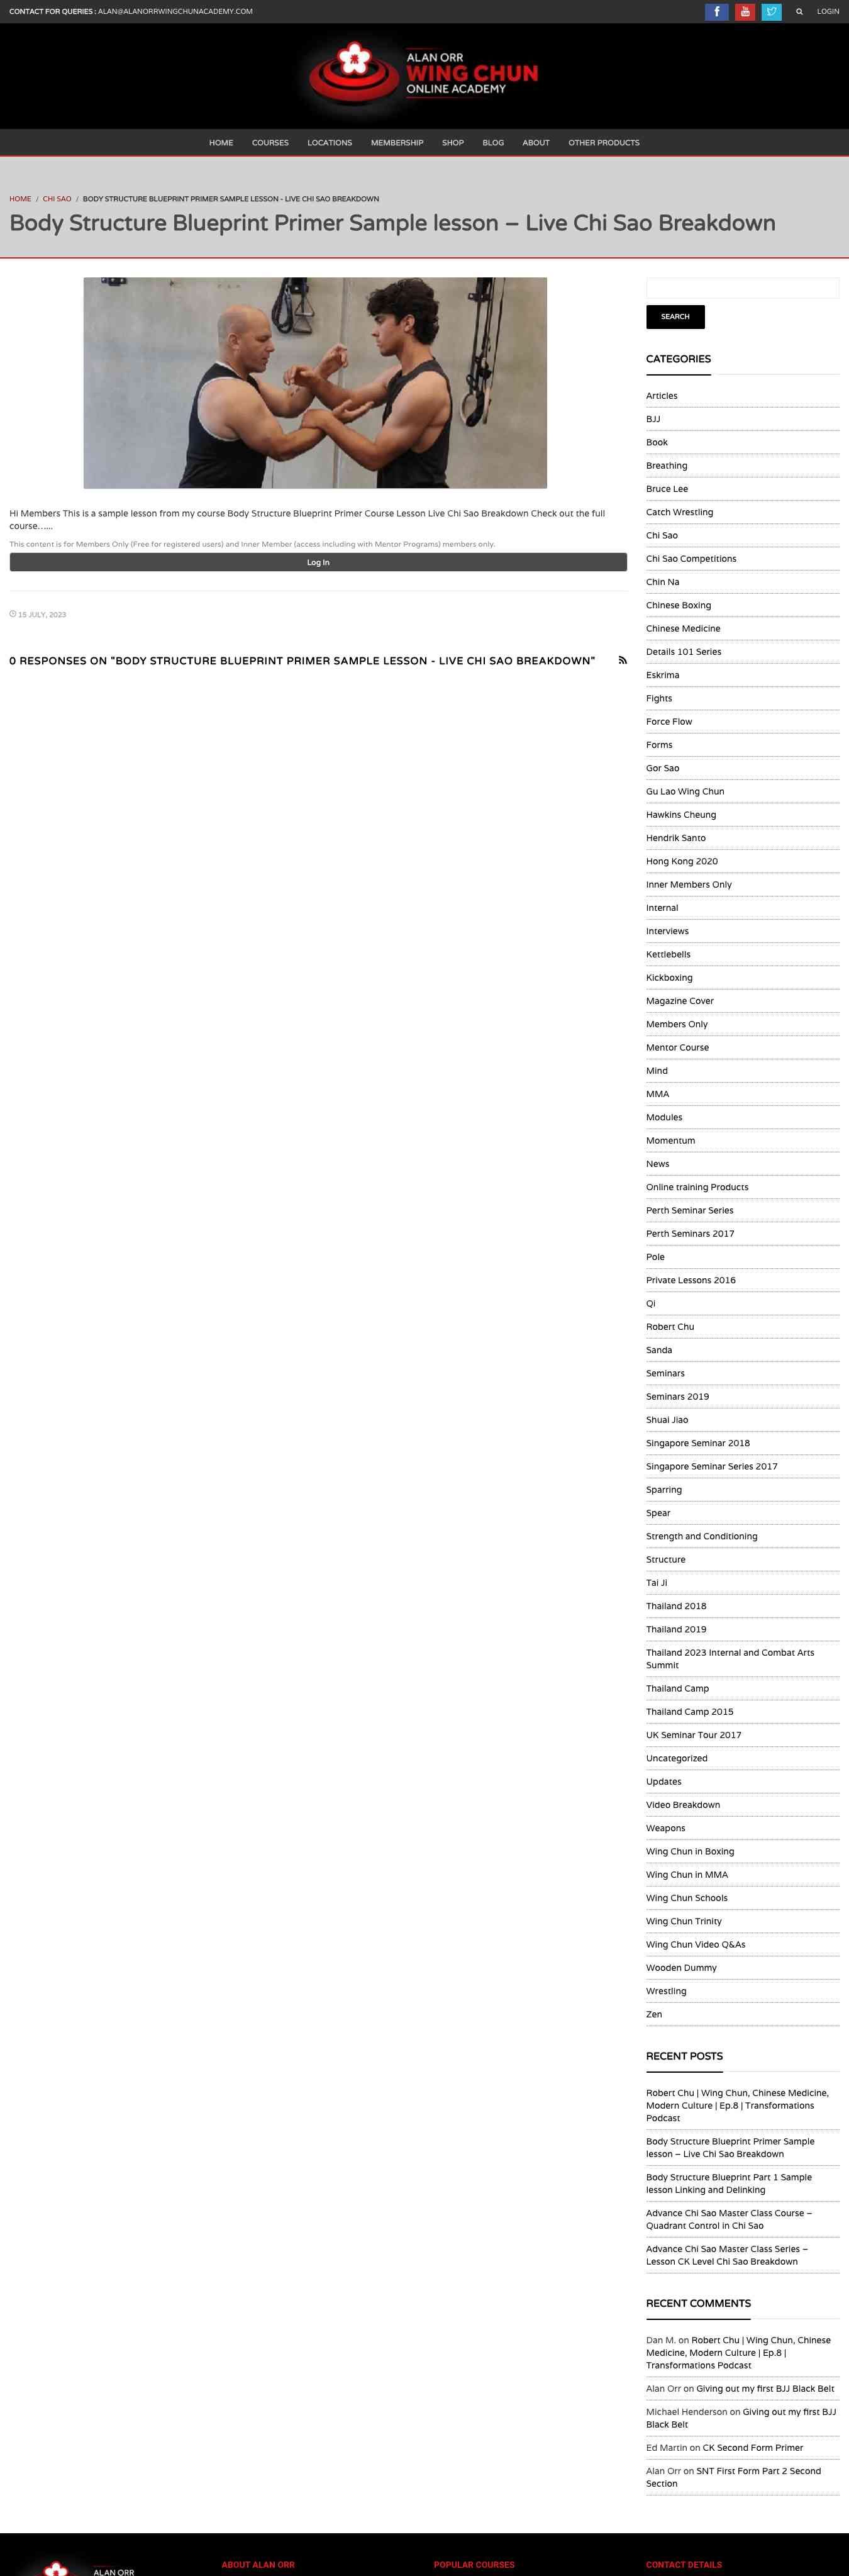 CONTACT FOR QUERIES : ALAN@ALANORRWINGCHUNACADEMY.COM
LOGIN
ALAN ORR
WING CHUN
ONLINE ACADEMY
HOME COURSES LOCATIONS MEMBERSHIP SHOP BLOG ABOUT OTHER PRODUCTS
HOME / CHI SAO / BODY STRUCTURE BLUEPRINT PRIMER SAMPLE LESSON - LIVE CHI SAO BREAKDOWN
Body Structure Blueprint Primer Sample lesson – Live Chi Sao Breakdown
Hi Members This is a sample lesson from my course Body Structure Blueprint Primer Course Lesson Live Chi Sao Breakdown Check out the full
course…...
This content is for Members Only (Free for registered users) and Inner Member (access including with Mentor Programs) members only.
Log In
15 JULY, 2023
0 RESPONSES ON "BODY STRUCTURE BLUEPRINT PRIMER SAMPLE LESSON - LIVE CHI SAO BREAKDOWN"
SEARCH
CATEGORIES
Articles
BJJ
Book
Breathing
Bruce Lee
Catch Wrestling
Chi Sao
Chi Sao Competitions
Chin Na
Chinese Boxing
Chinese Medicine
Details 101 Series
Eskrima
Fights
Force Flow
Forms
Gor Sao
Gu Lao Wing Chun
Hawkins Cheung
Hendrik Santo
Hong Kong 2020
Inner Members Only
Internal
Interviews
Kettlebells
Kickboxing
Magazine Cover
Members Only
Mentor Course
Mind
MMA
Modules
Momentum
News
Online training Products
Perth Seminar Series
Perth Seminars 2017
Pole
Private Lessons 2016
Qi
Robert Chu
Sanda
Seminars
Seminars 2019
Shuai Jiao
Singapore Seminar 2018
Singapore Seminar Series 2017
Sparring
Spear
Strength and Conditioning
Structure
Tai Ji
Thailand 2018
Thailand 2019
Thailand 2023 Internal and Combat Arts
Summit
Thailand Camp
Thailand Camp 2015
UK Seminar Tour 2017
Uncategorized
Updates
Video Breakdown
Weapons
Wing Chun in Boxing
Wing Chun in MMA
Wing Chun Schools
Wing Chun Trinity
Wing Chun Video Q&As
Wooden Dummy
Wrestling
Zen
RECENT POSTS
Robert Chu | Wing Chun, Chinese Medicine,
Modern Culture | Ep.8 | Transformations
Podcast
Body Structure Blueprint Primer Sample
lesson – Live Chi Sao Breakdown
Body Structure Blueprint Part 1 Sample
lesson Linking and Delinking
Advance Chi Sao Master Class Course –
Quadrant Control in Chi Sao
Advance Chi Sao Master Class Series –
Lesson CK Level Chi Sao Breakdown
RECENT COMMENTS
Dan M. on Robert Chu | Wing Chun, Chinese
Medicine, Modern Culture | Ep.8 |
Transformations Podcast
Alan Orr on Giving out my first BJJ Black Belt
Michael Henderson on Giving out my first BJJ
Black Belt
Ed Martin on CK Second Form Primer
Alan Orr on SNT First Form Part 2 Second
Section
ALAN ORR
ABOUT ALAN ORR
POPULAR COURSES
CONTACT DETAILS